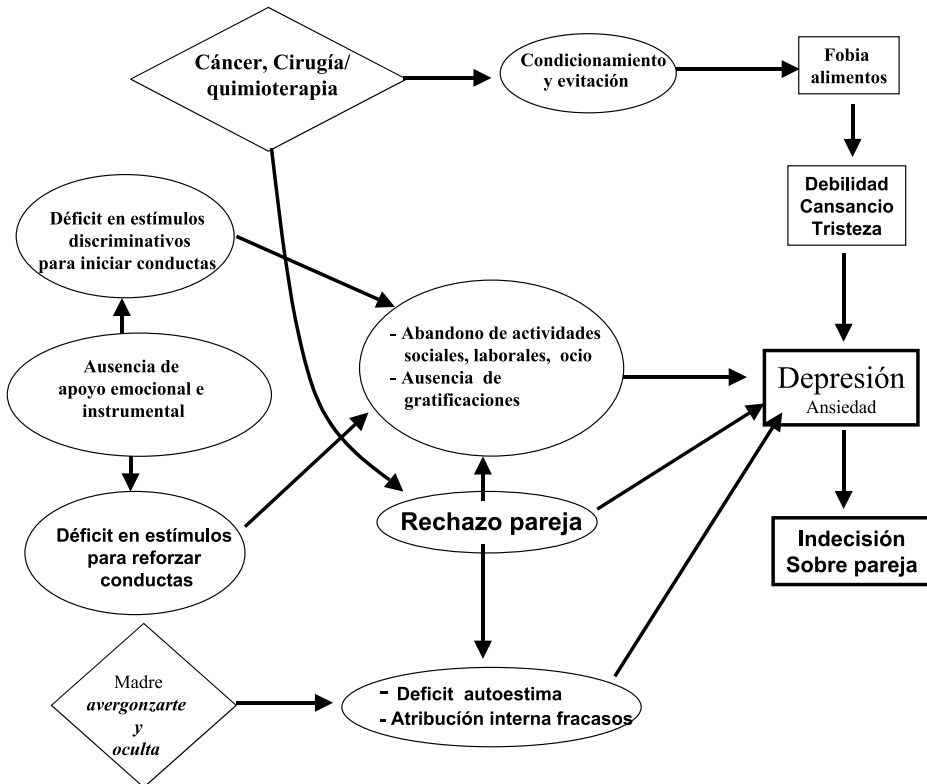 Cáncer, Cirugía/
quimioterapia
Condicionamiento
y evitación
Fobia
alimentos
Debilidad
Cansancio
Tristeza
Déficit en estímulos
discriminativos
para iniciar conductas
- Abandono de actividades
sociales, laborales, ocio
- Ausencia de
gratificaciones
Ausencia de
apoyo emocional e
instrumental
Depresión
Ansiedad
Déficit en estímulos
para reforzar
conductas
Rechazo pareja
Indecisión
Sobre pareja
Madre
avergonzarte
y
oculta
- Deficit autoestima
- Atribucíón interna fracasos